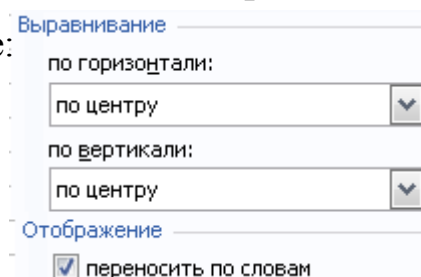 Выравнивание
е:
по горизонтали:
по центру
по вертикали:
по центру
Отображение
переносить по словам